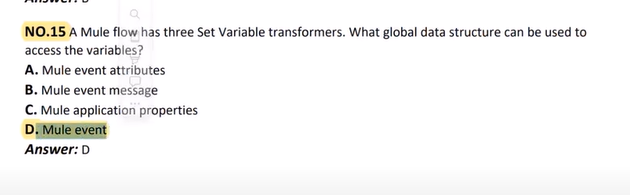 NO.15 A Mule flow has three Set Variable transformers. What global data structure can be used to
access the variables?
A. Mule event attributes
B. Mule event message
C. Mule application properties
D. Mule event
Answer: D